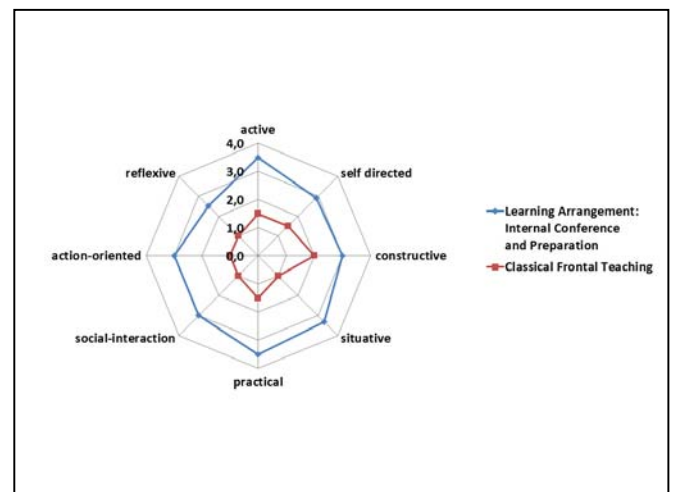 active
4,0
reflexive
3,0
self directed
2,0
1,0
action-oriented
0,0
constructive
social-interaction
situative
practical
Learning Arrangement:
Internal Conference
and Preparation
Classical Frontal Teaching